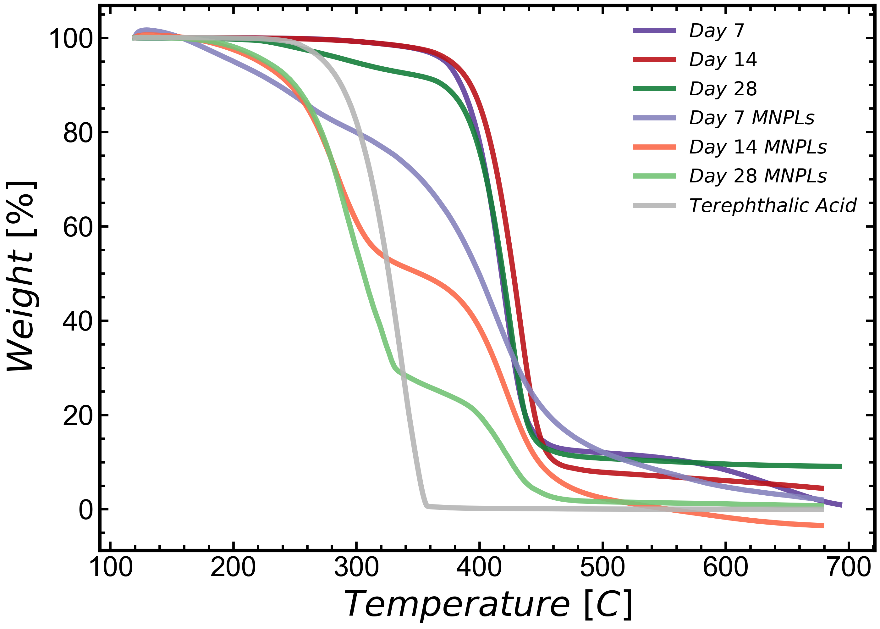 Weight [%]
100
80
60
40
20
0
Day 7
Day 14
Day 28
Day 7 MNPLs
Day 14 MNPLs
Day 28 MNPLs
Terephthalic Acid
100 200 300 400 500 600 700
Temperature [C]